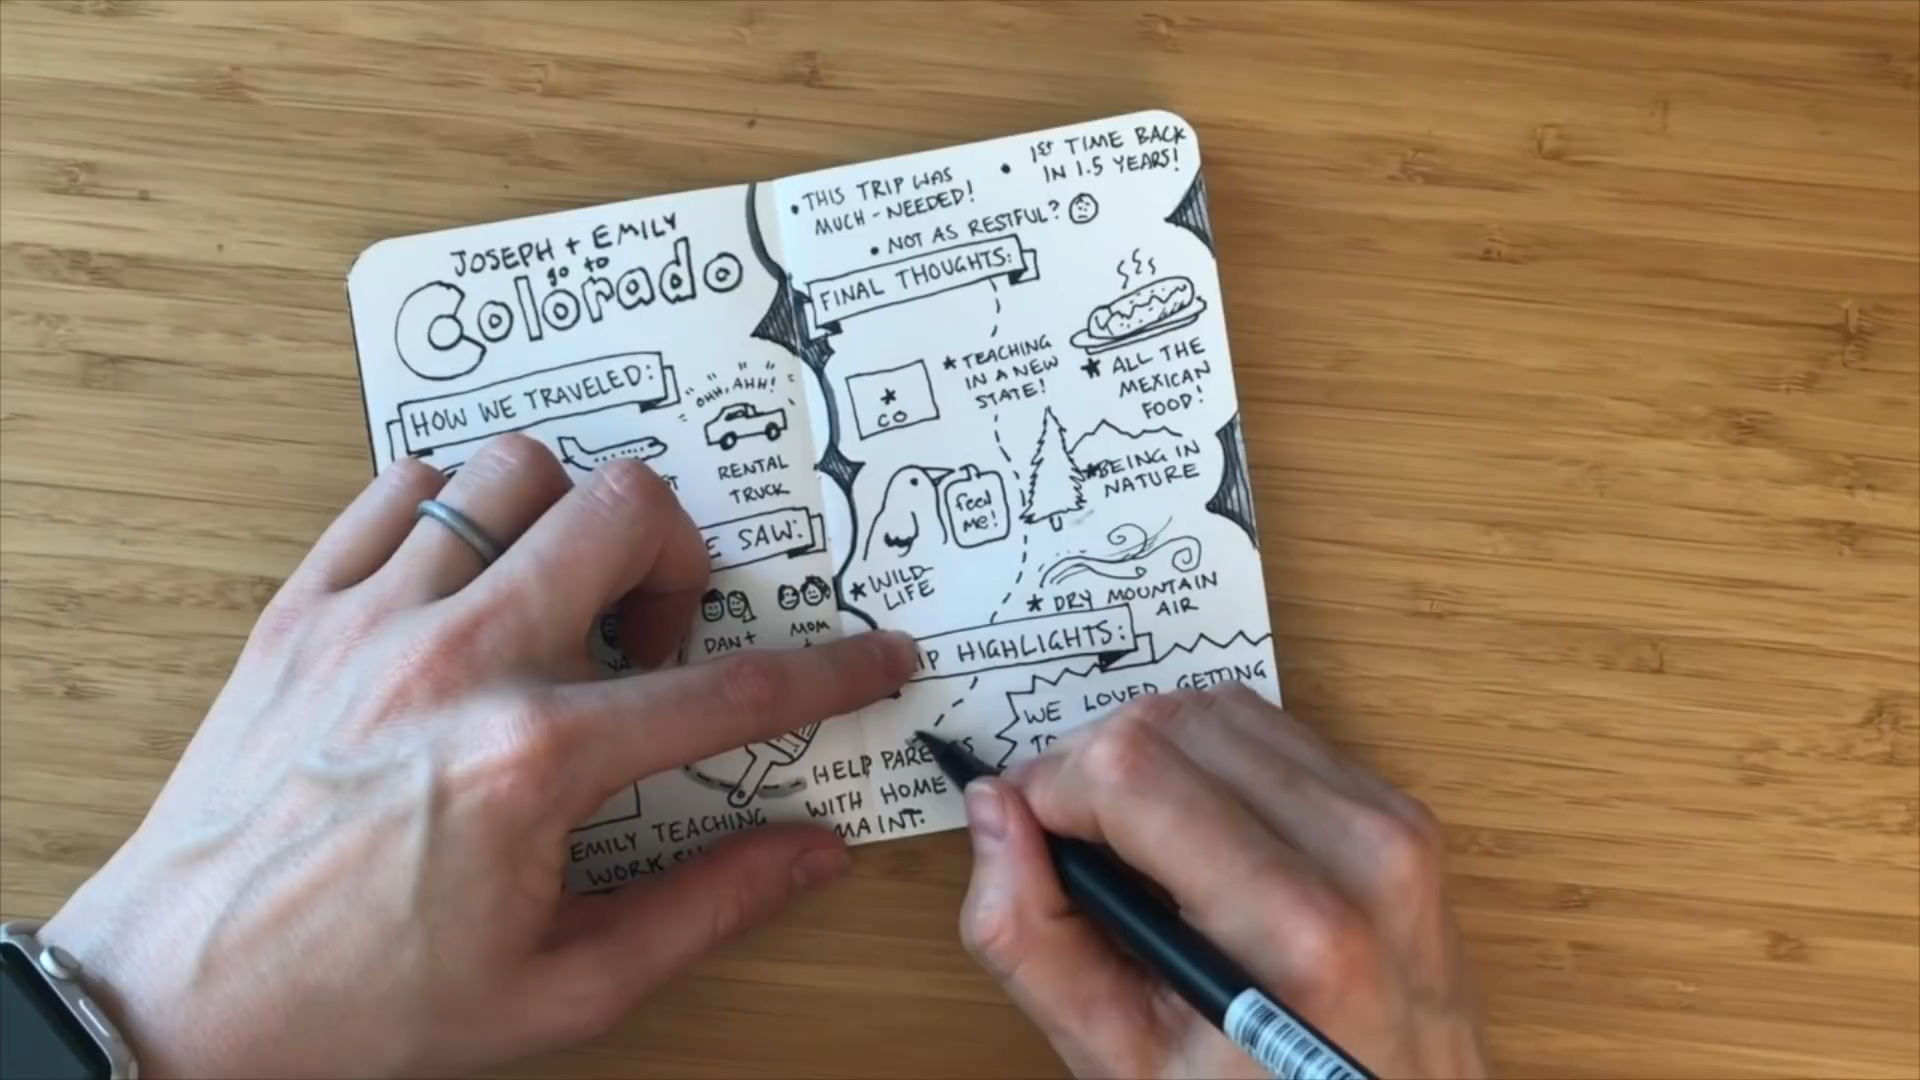 JOSEPH + EMILY
go to
Colorado
HOW WE TRAVELED:
OHH, AHH!
RENTAL
TRUCK
SAW:
DAN +
MOM
+
EMILY TEACHING
HELP PARENTS
WITH HOME
MAINT.
• THIS TRIP WAS
MUCH-NEEDED!
• 1ST TIME BACK
IN 1.5 YEARS!
• NOT AS RESTFUL?
FINAL THOUGHTS:
* TEACHING
IN A NEW
STATE!
* ALL THE
MEXICAN
FOOD!
*
CO
* BEING IN
NATURE
feed
me!
* WILD-
LIFE
* DRY MOUNTAIN
AIR
HIGHLIGHTS:
WE LOVED GETTING